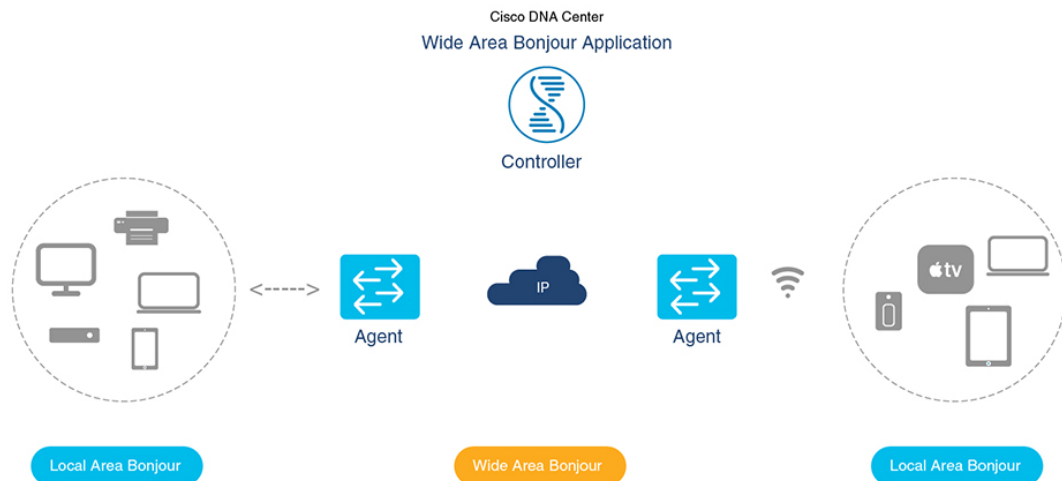 Cisco DNA Center
Wide Area Bonjour Application
Controller
tv
IP
Agent
Agent
Local Area Bonjour
Wide Area Bonjour
Local Area Bonjour